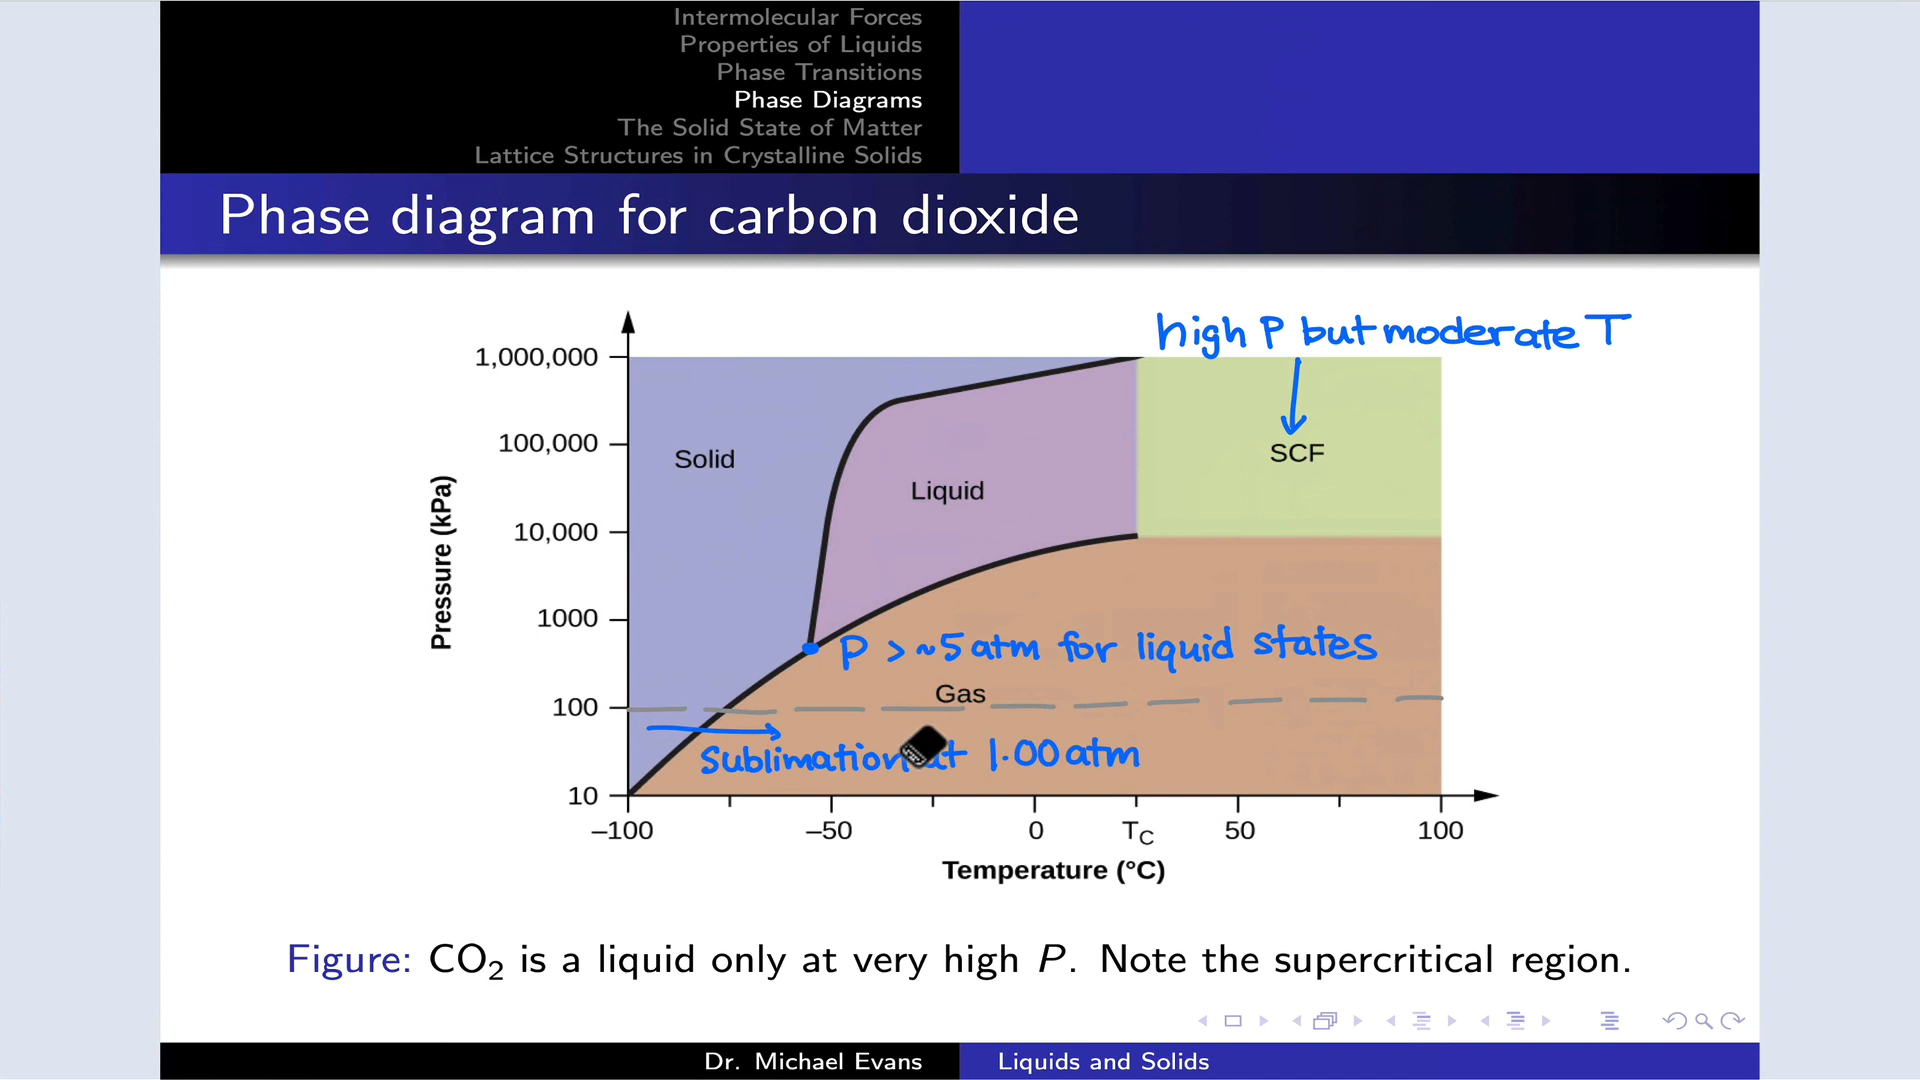 Intermolecular Forces
Properties of Liquids
Phase Transitions
Phase Diagrams
The Solid State of Matter
Lattice Structures in Crystalline Solids
Phase diagram for carbon dioxide
high P but moderate T
1,000,000
100,000
10,000
1000
100
10
Pressure (kPa)
Solid
Liquid
SCF
P > ~5 atm for liquid states
Gas
Sublimation at 1.00 atm
–100
–50
0
TC
50
100
Temperature (°C)
Figure: CO₂ is a liquid only at very high P. Note the supercritical region.
Dr. Michael Evans
Liquids and Solids